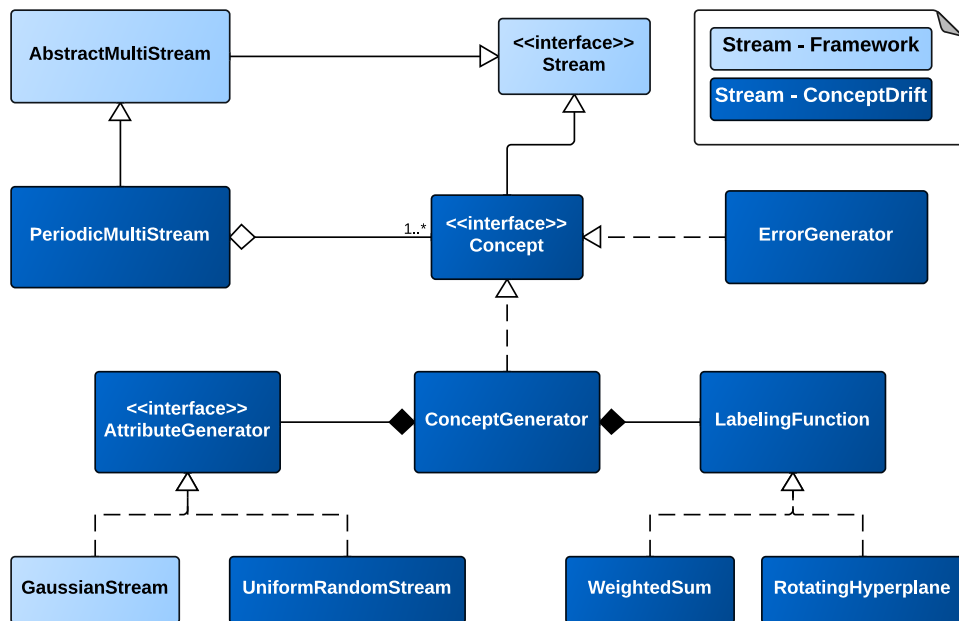 AbstractMultiStream
<<interface>>
Stream
Stream - Framework
Stream - ConceptDrift
PeriodicMultiStream
1..*
<<interface>>
Concept
ErrorGenerator
<<interface>>
AttributeGenerator
ConceptGenerator
LabelingFunction
GaussianStream
UniformRandomStream
WeightedSum
RotatingHyperplane